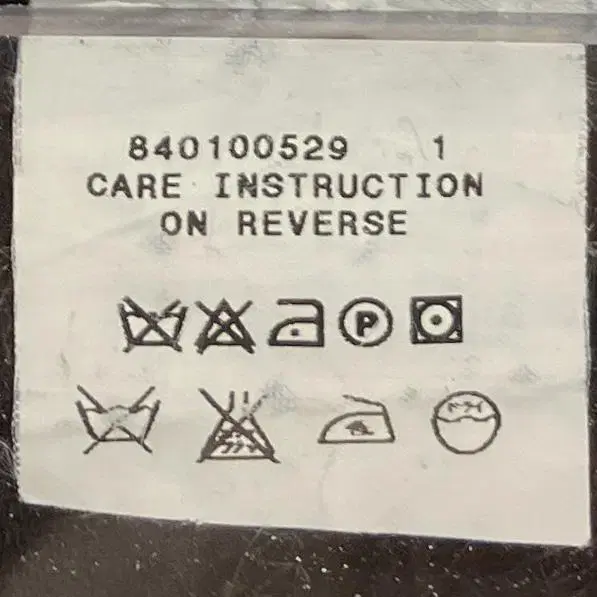 840100529 1
CARE INSTRUCTION
ON REVERSE
P